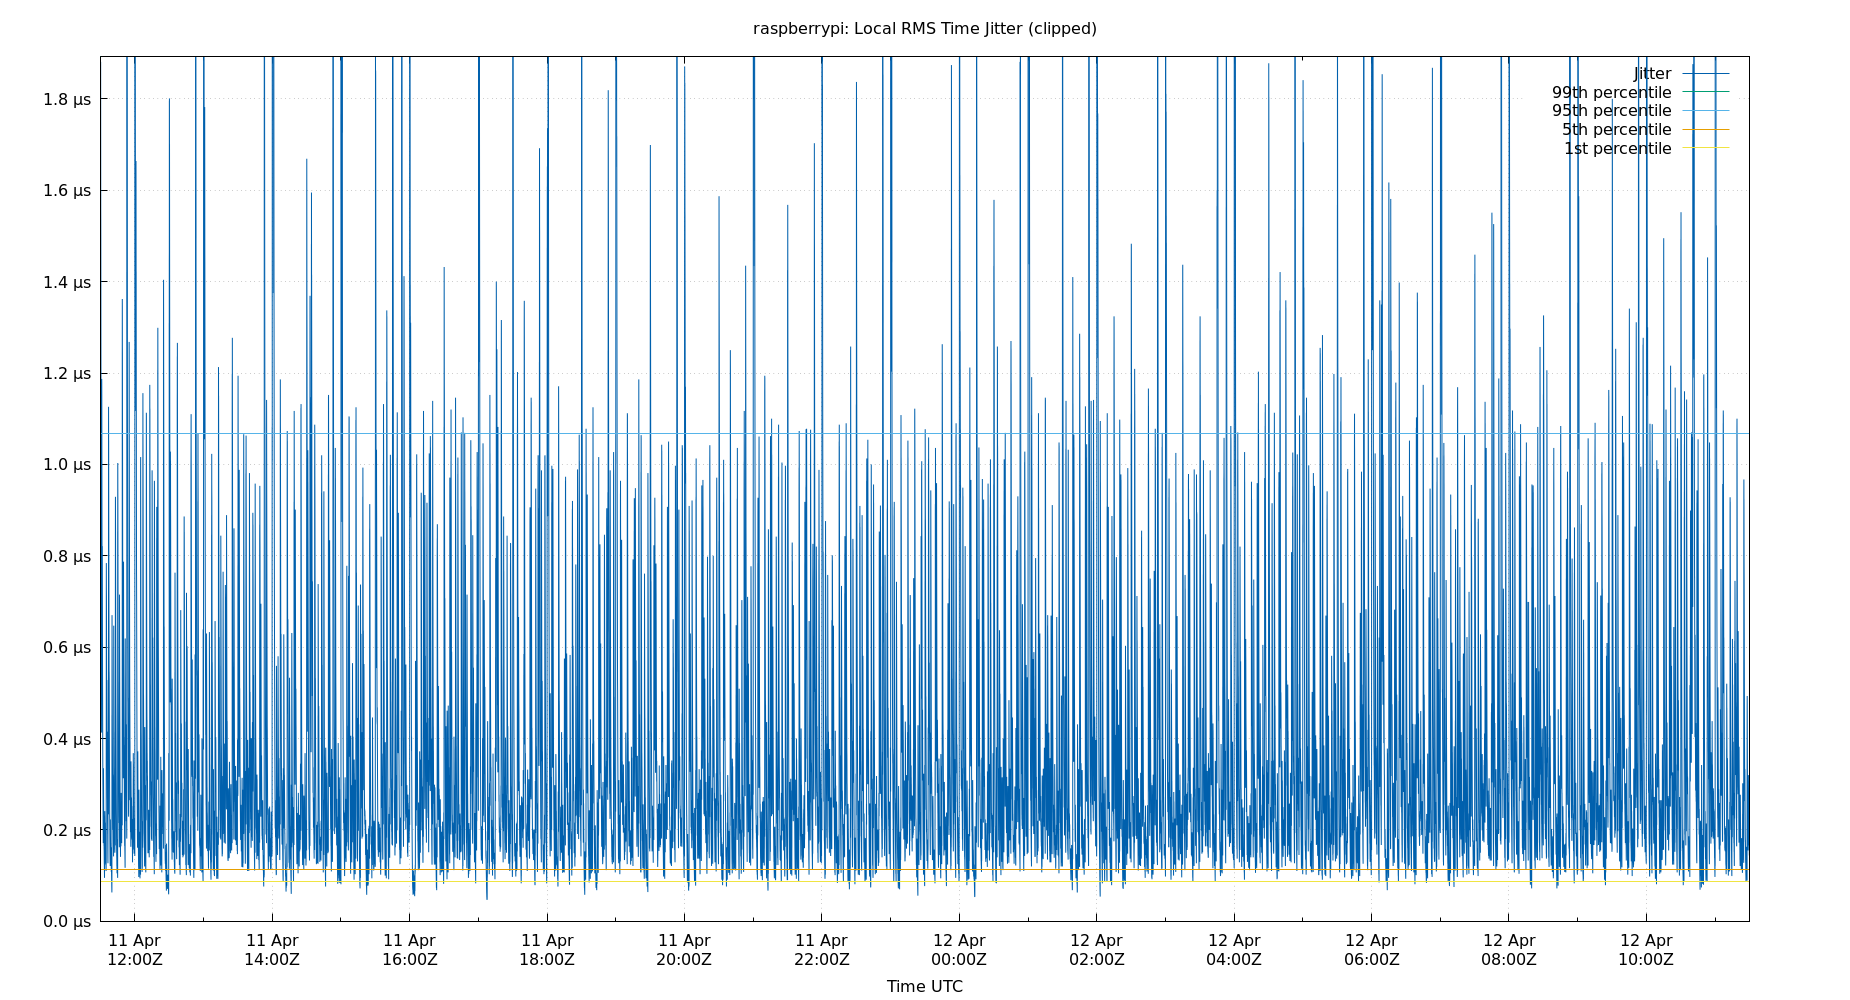 raspberrypi: Local RMS Time Jitter (clipped)
Jitter
99th percentile
95th percentile
5th percentile
1st percentile
1.8 µs
1.6 µs
1.4 µs
1.2 µs
1.0 µs
0.8 µs
0.6 µs
0.4 µs
0.2 µs
0.0 µs
11 Apr 11 Apr 11 Apr 11 Apr 11 Apr 11 Apr 12 Apr 12 Apr 12 Apr 12 Apr 12 Apr 12 Apr
12:00Z 14:00Z 16:00Z 18:00Z 20:00Z 22:00Z 00:00Z 02:00Z 04:00Z 06:00Z 08:00Z 10:00Z
Time UTC